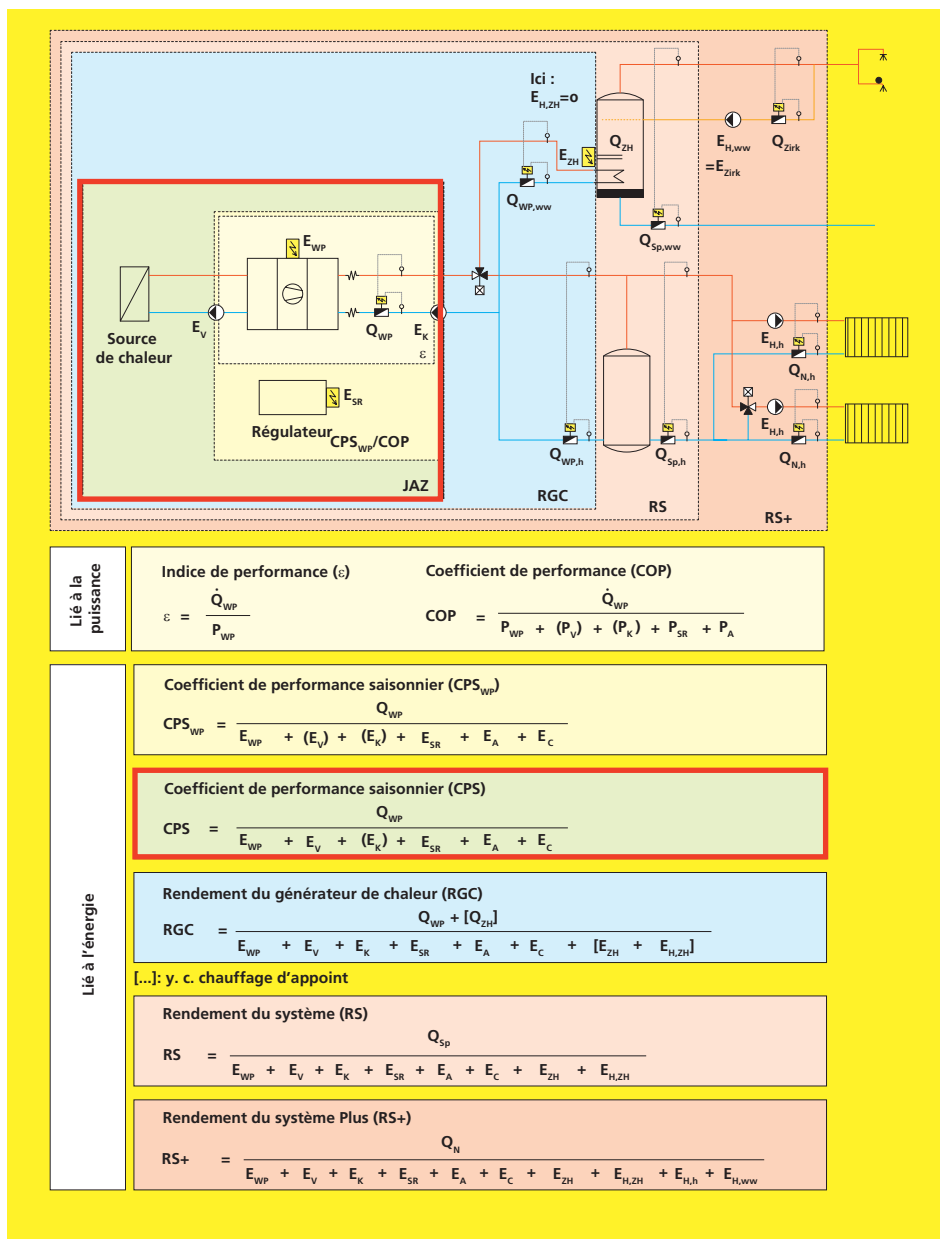 Ici :
E_H,ZH=o
E_ZH
Q_ZH
E_H,ww
=E_Zirk
Q_Zirk
Q_WP,ww
Q_Sp,ww
E_WP
E_V
Q_WP
E_K
ε
Source
de chaleur
E_SR
Régulateur
CPS_WP/COP
E_H,h
Q_N,h
E_H,h
Q_N,h
Q_WP,h
Q_Sp,h
JAZ
RGC
RS
RS+
Lié à la
puissance
Indice de performance (ε)
ε = Q̇_WP / P_WP
Coefficient de performance (COP)
COP = Q̇_WP / P_WP + (P_V) + (P_K) + P_SR + P_A
Lié à l'énergie
Coefficient de performance saisonnier (CPS_WP)
CPS_WP = Q_WP / E_WP + (E_V) + (E_K) + E_SR + E_A + E_C
Coefficient de performance saisonnier (CPS)
CPS = Q_WP / E_WP + E_V + (E_K) + E_SR + E_A + E_C
Rendement du générateur de chaleur (RGC)
RGC = Q_WP + [Q_ZH] / E_WP + E_V + E_K + E_SR + E_A + E_C + [E_ZH + E_H,ZH]
[...]: y. c. chauffage d'appoint
Rendement du système (RS)
RS = Q_Sp / E_WP + E_V + E_K + E_SR + E_A + E_C + E_ZH + E_H,ZH
Rendement du système Plus (RS+)
RS+ = Q_N / E_WP + E_V + E_K + E_SR + E_A + E_C + E_ZH + E_H,ZH + E_H,h + E_H,ww